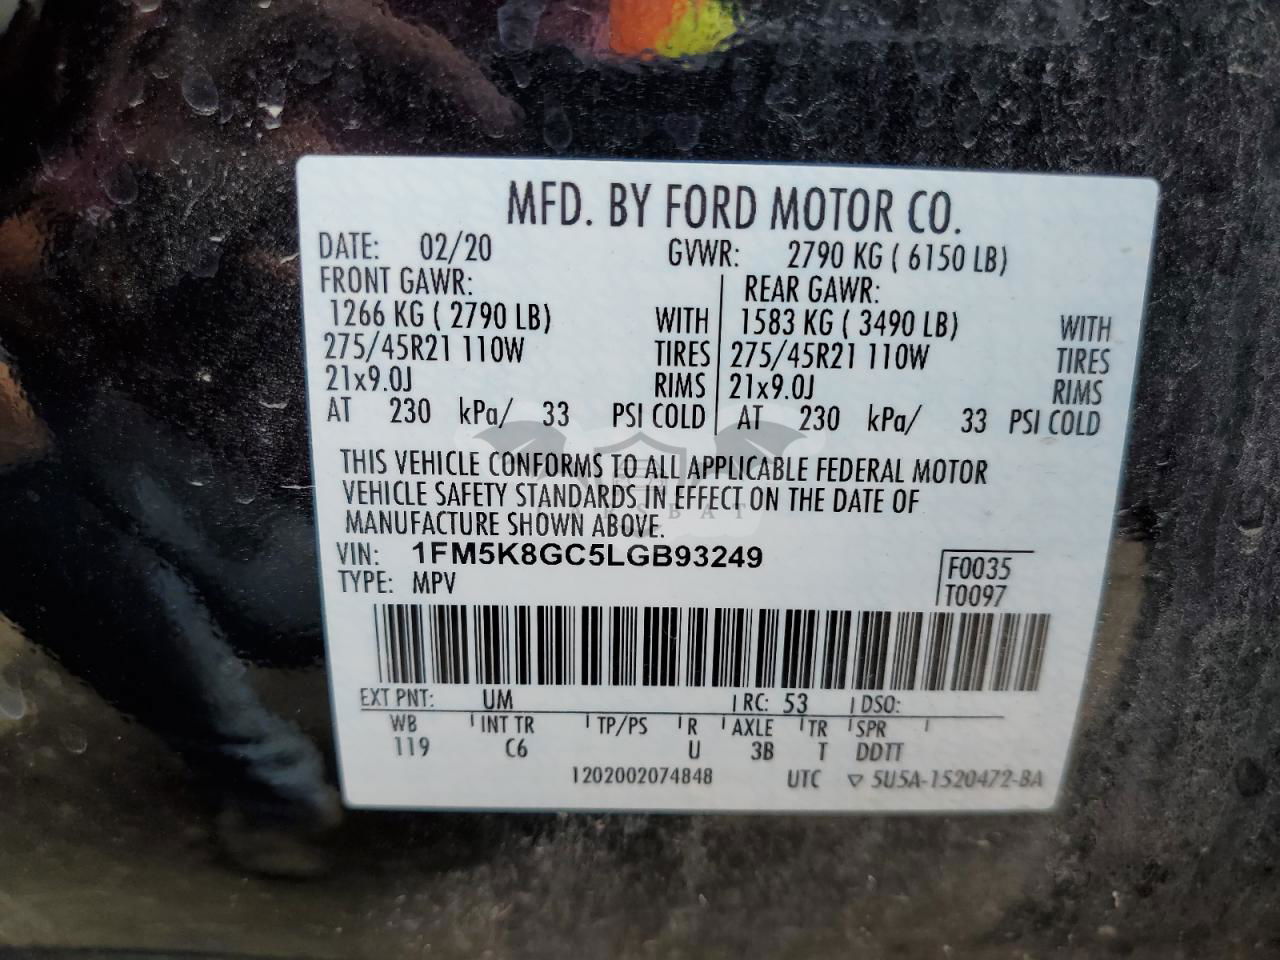 MFD. BY FORD MOTOR CO.
DATE: 02/20 GVWR: 2790 KG ( 6150 LB)
FRONT GAWR: REAR GAWR:
1266 KG ( 2790 LB) WITH 1583 KG ( 3490 LB) WITH
275/45R21 110W TIRES 275/45R21 110W TIRES
21x9.0J RIMS 21x9.0J RIMS
AT 230 kPa/ 33 PSI COLD AT 230 kPa/ 33 PSI COLD
THIS VEHICLE CONFORMS TO ALL APPLICABLE FEDERAL MOTOR
VEHICLE SAFETY STANDARDS IN EFFECT ON THE DATE OF
MANUFACTURE SHOWN ABOVE.
VIN: 1FM5K8GC5LGB93249
TYPE: MPV
F0035
T0097
EXT PNT: UM RC: 53 DSO:
WB INT TR TP/PS R AXLE TR SPR
119 C6 U 3B T DDTT
1202002074848 UTC ▽ 5U5A-1520472-BA